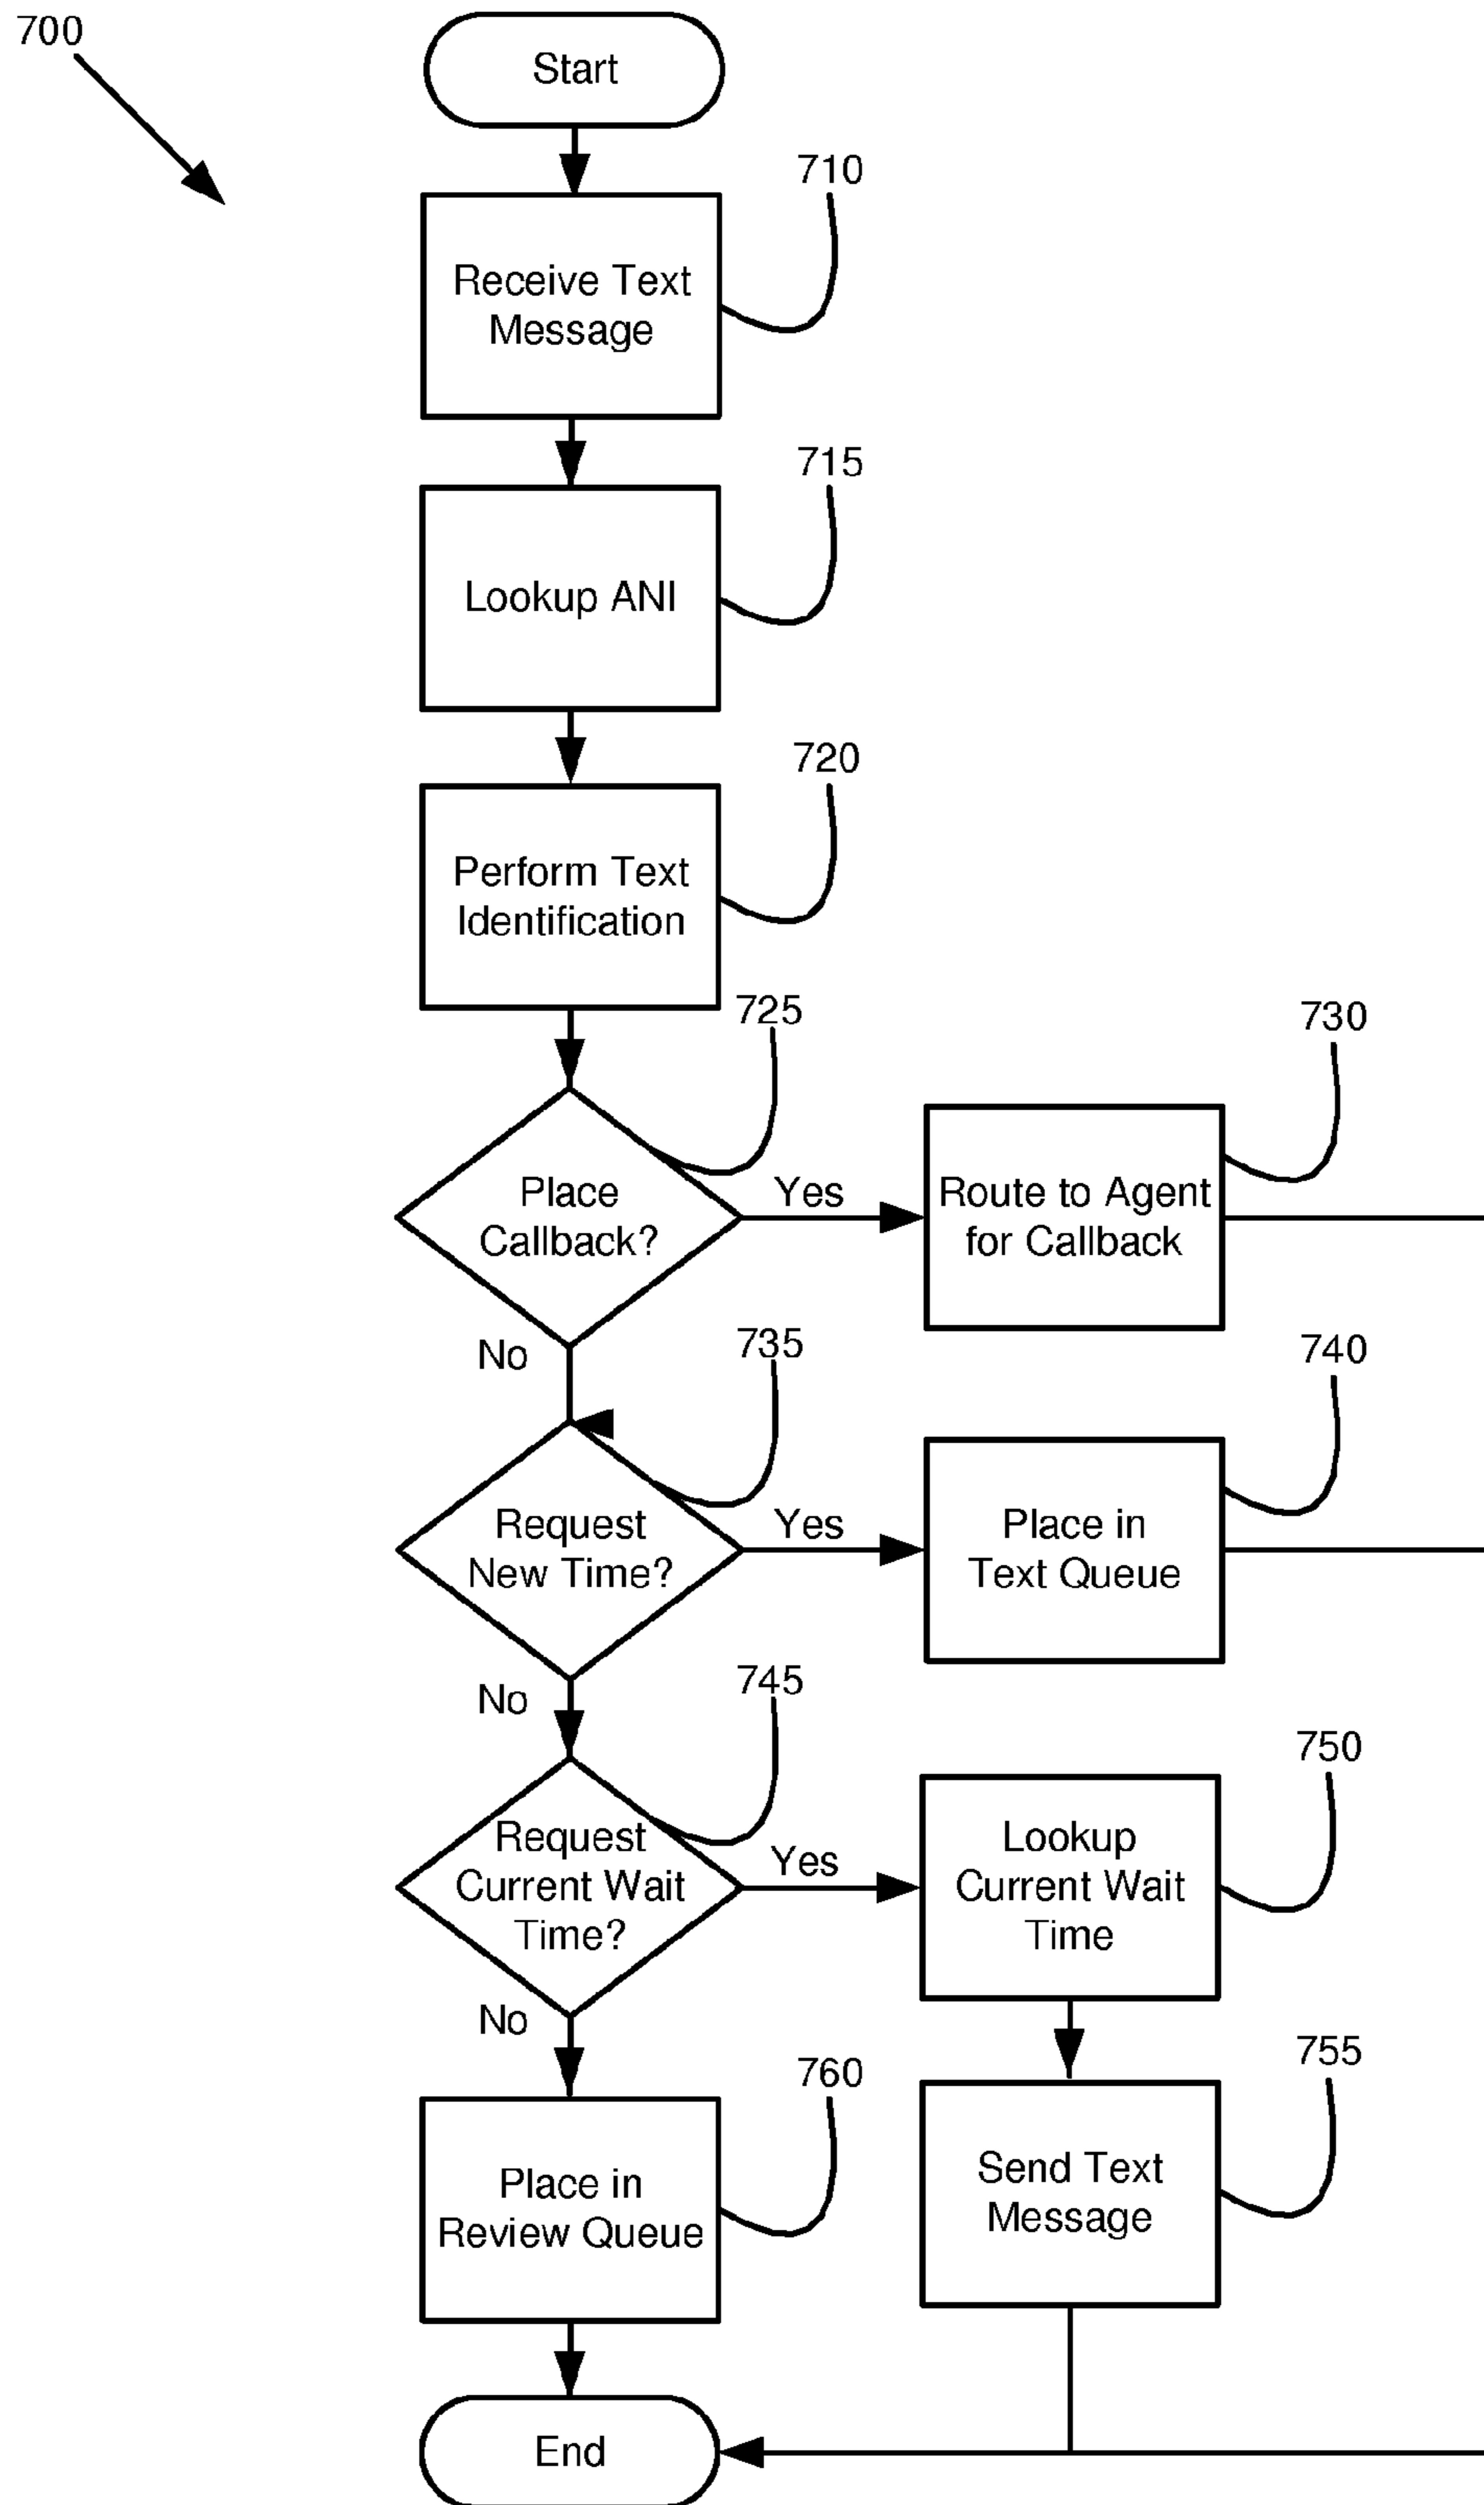 700
Start
710
Receive Text
Message
715
Lookup ANI
720
Perform Text
Identification
725
730
Place
Callback?
Yes
Route to Agent
for Callback
No
735
740
Request
New Time?
Yes
Place in
Text Queue
No
745
750
Request
Current Wait
Time?
Yes
Lookup
Current Wait
Time
No
760
755
Place in
Review Queue
Send Text
Message
End